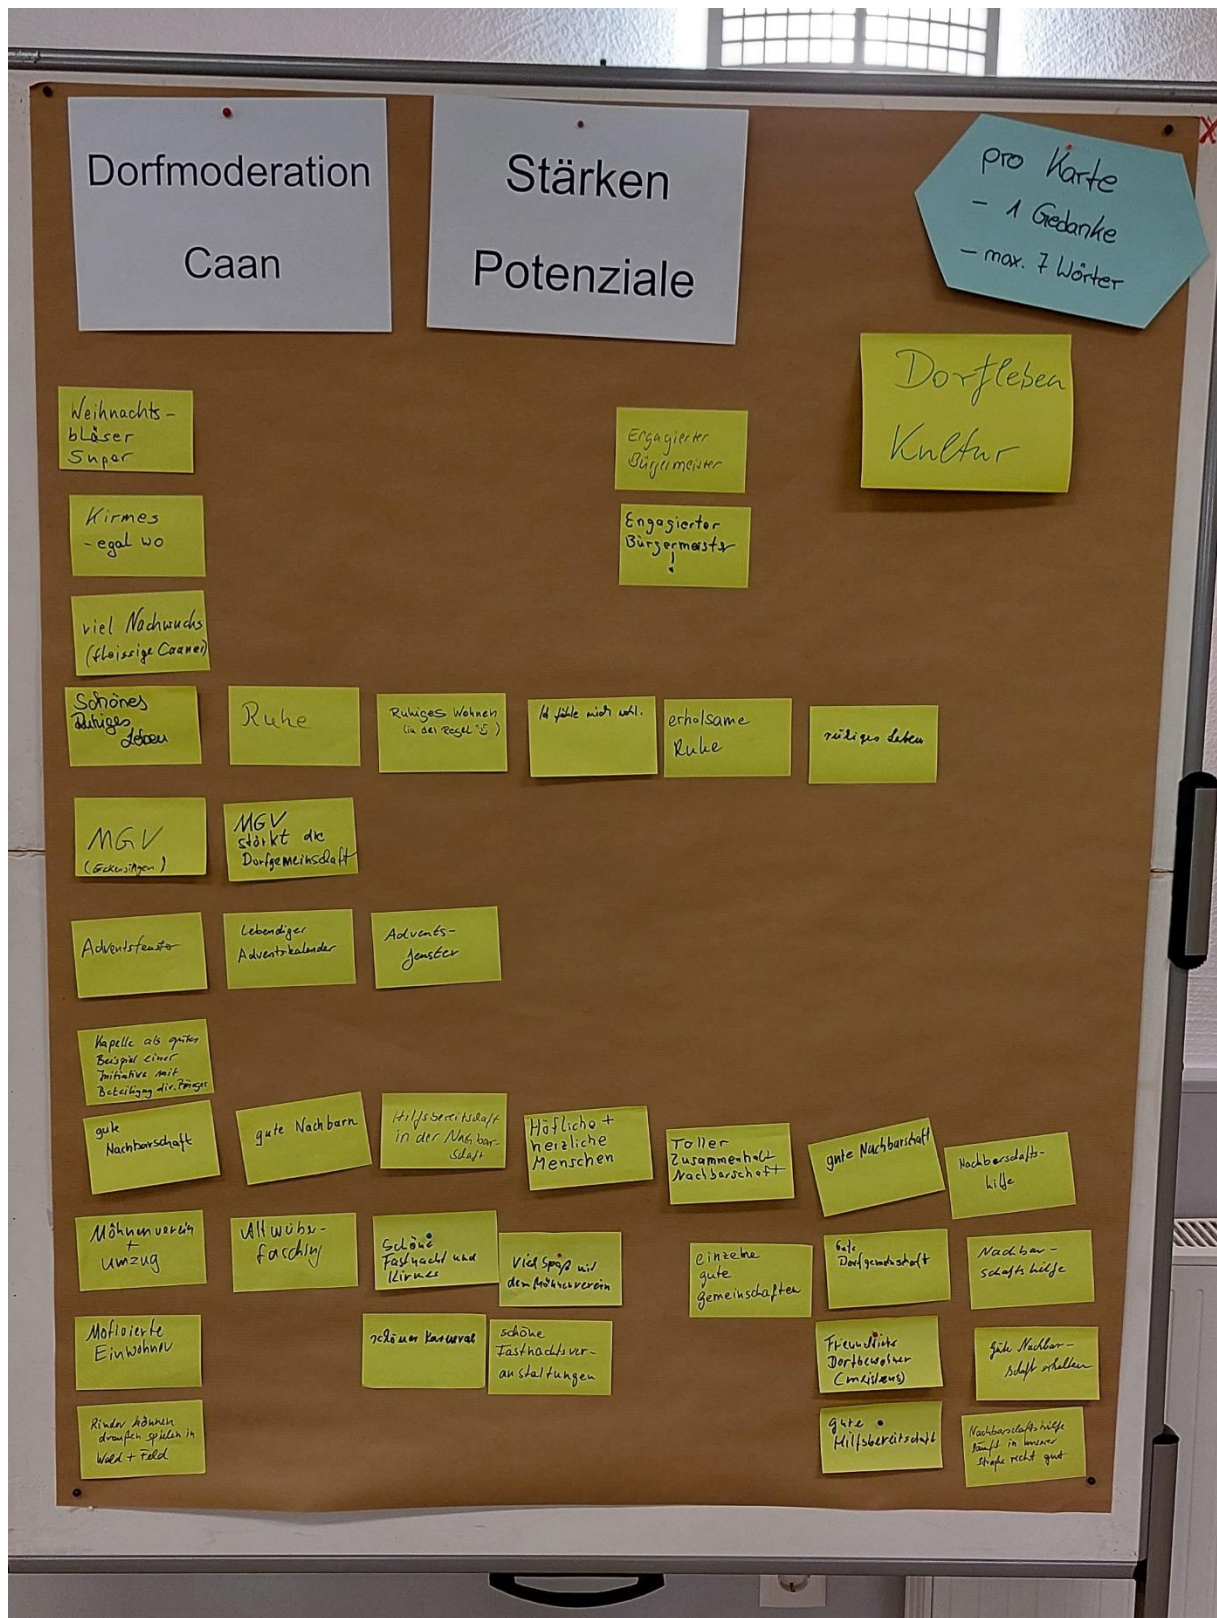 Dorfmoderation
Caan
Stärken
Potenziale
pro Karte
- 1 Gedanke
- max. 7 Wörter
Dorfleben
Kultur
Weihnachts-
bläser
Super
Engagierter
Bürgermeister
Kirmes
- egal wo
Engagierter
Bürgermeister
!
viel Nachwuchs
(fleissige Caaner)
Schönes
Ruhiges
Leben
Ruhe
Ruhiges Wohnen
(in der Regel)
Ich fühle mich wohl.
erholsame
Ruhe
ruhiges Leben
MGV
(Eckensingen)
MGV
stärkt die
Dorfgemeinschaft
Adventsfenster
Lebendiger
Adventskalender
Advents-
fenster
Kapelle als gutes
Beispiel einer
Initiative mit
Beteiligung div. Bürger
gute
Nachbarschaft
gute Nachbarn
Hilfsbereitschaft
in der Nachbar-
schaft
Höfliche +
herzliche
Menschen
Toller
Zusammenhalt
Nachbarschaft
gute Nachbarschaft
Nachbarschafts-
hilfe
Möhnenverein
+
Umzug
Altweiber-
fasching
Schöne
Fastnacht und
Kirmes
Viel Spaß mit
dem Möhnenverein
einzelne
gute
Gemeinschaften
Gute
Dorfgemeinschaft
Nachbar-
schaftshilfe
Motivierte
Einwohner
schöner Karneval
schöne
Fastnachtsver-
anstaltungen
Freundliche
Dorfbewohner
(meistens)
Gute Nachbar-
schaft erhalten
Kinder können
draußen spielen in
Wald + Feld
gute
Hilfsbereitschaft
Nachbarschaftshilfe
läuft in unserer
Straße recht gut